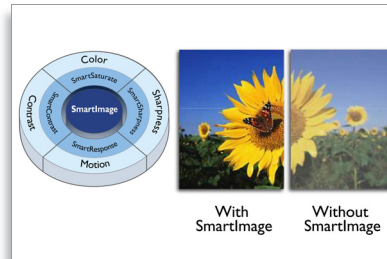 Color
SmartSaturate
Contrast
SmartContrast
SmartImage
SmartSharpness
Sharpness
SmartResponse
Motion
With
SmartImage
Without
SmartImage